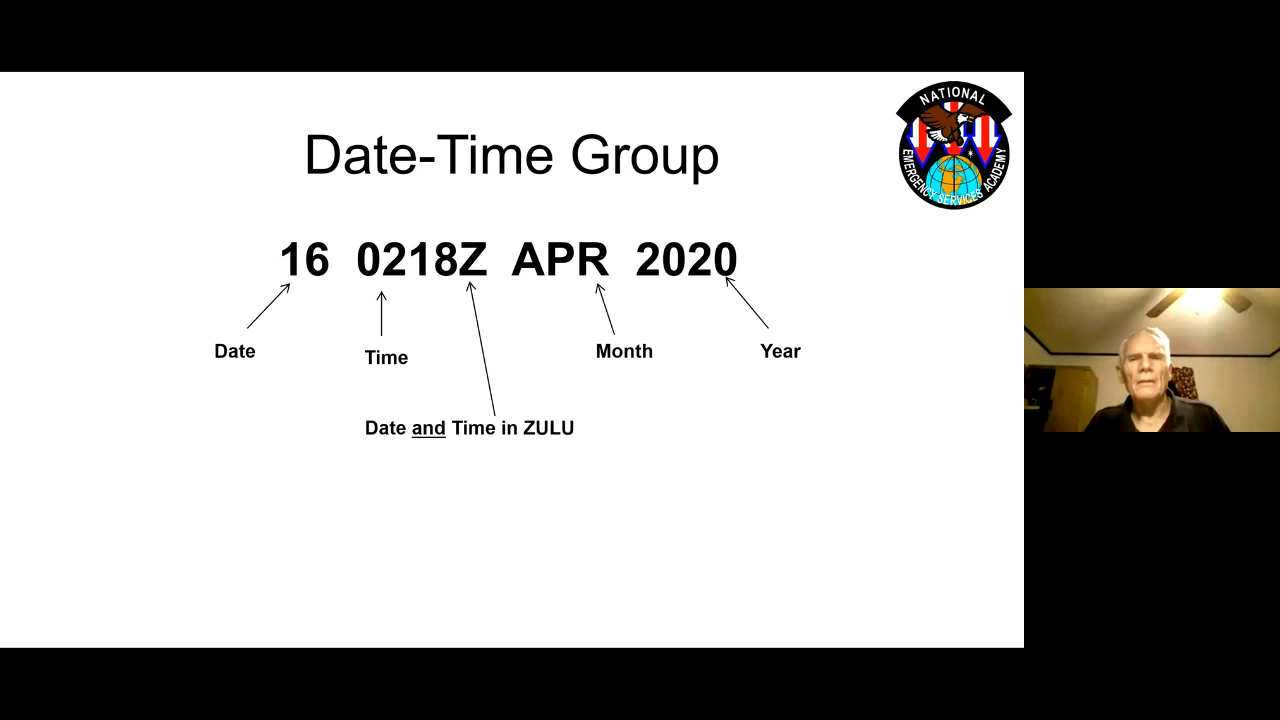 NATIONAL
EMERGENCY SERVICES ACADEMY
Date-Time Group
16 0218Z APR 2020
Date
Time
Month
Year
Date and Time in ZULU